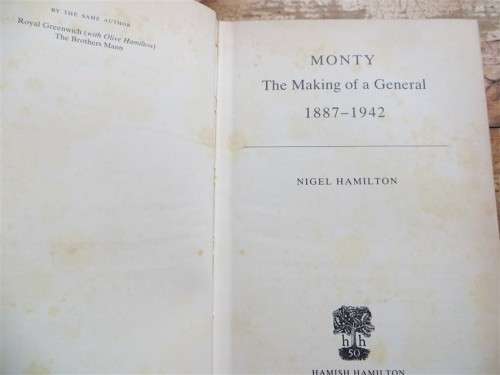 BY THE SAME AUTHOR
Royal Greenwich (with Olive Hamilton)
The Brothers Mann
MONTY
The Making of a General
1887–1942
NIGEL HAMILTON
h h
50
HAMISH HAMILTON